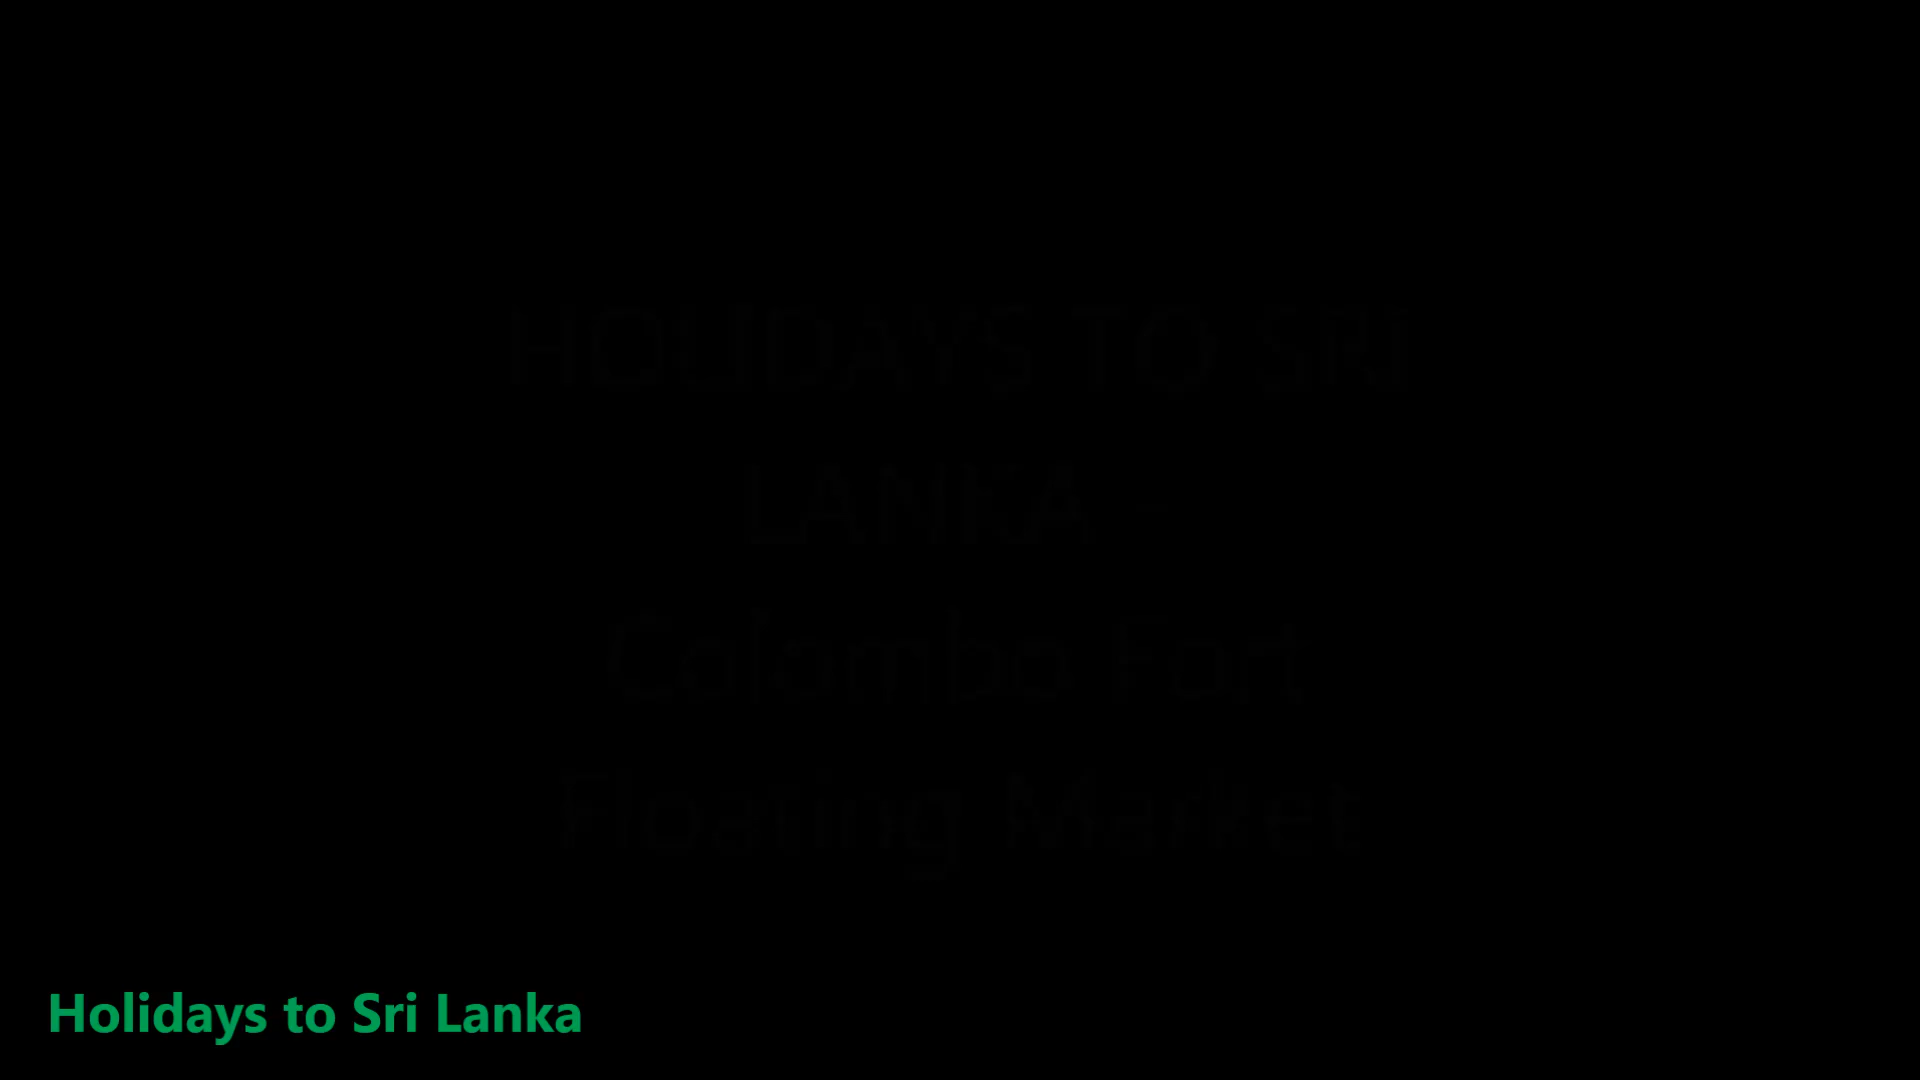 HOLIDAYS TO SRI
LANKA -
Colombo Fort
Floating Market
Holidays to Sri Lanka